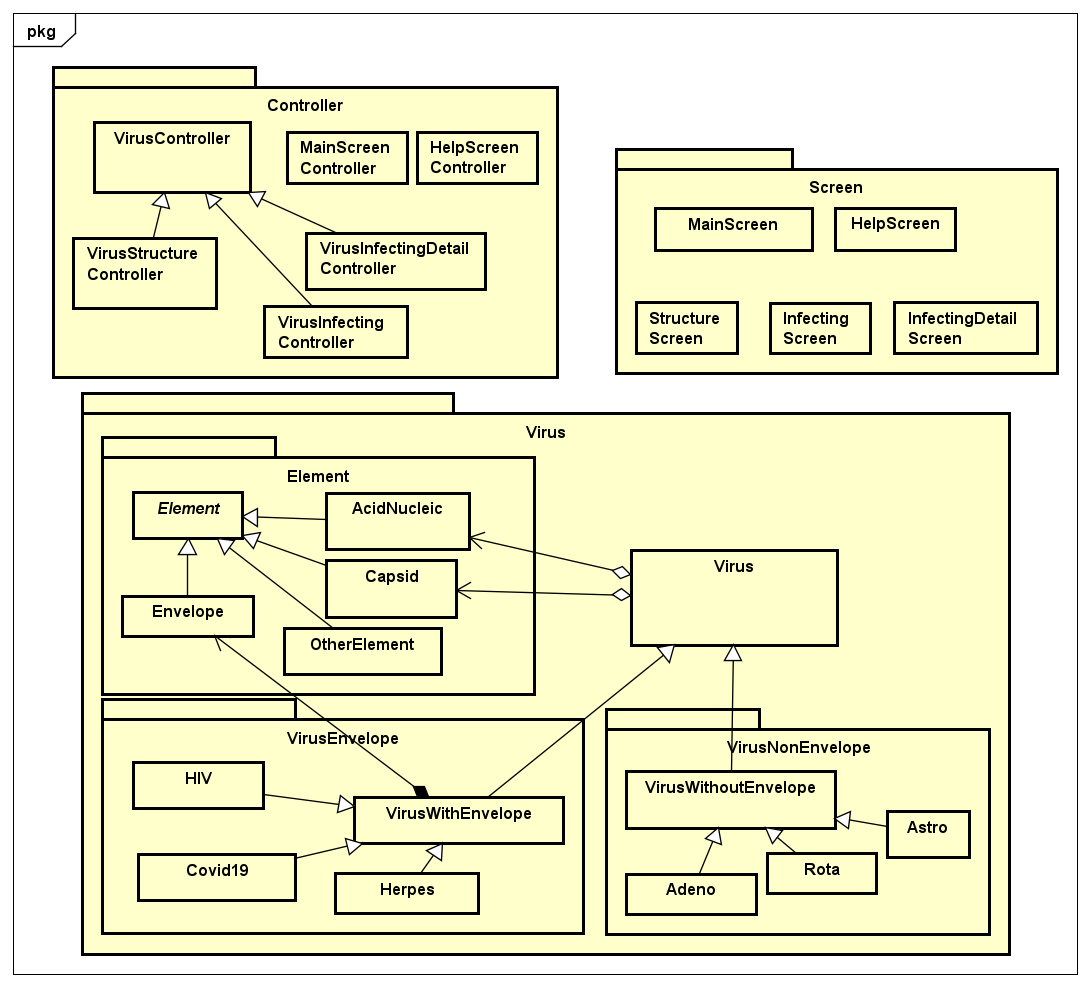 pkg
Controller
VirusController
MainScreen
Controller
HelpScreen
Controller
VirusStructure
Controller
VirusInfectingDetail
Controller
VirusInfecting
Controller
Screen
MainScreen
HelpScreen
Structure
Screen
Infecting
Screen
InfectingDetail
Screen
Virus
Element
Element
AcidNucleic
Capsid
Envelope
OtherElement
Virus
VirusEnvelope
HIV
VirusWithEnvelope
Covid19
Herpes
VirusNonEnvelope
VirusWithoutEnvelope
Astro
Rota
Adeno